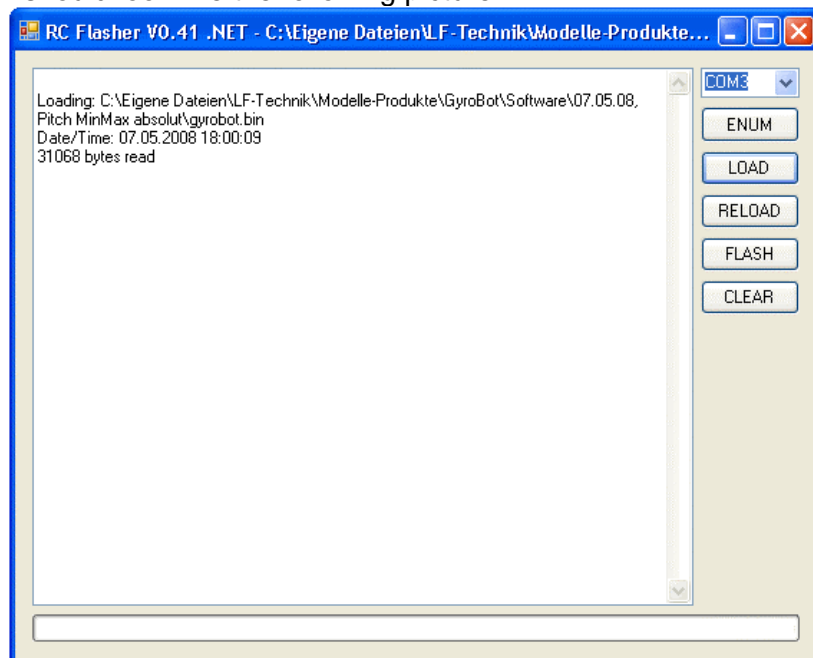 RC Flasher V0.41 .NET - C:\Eigene Dateien\LF-Technik\Modelle-Produkte...
COM3
Loading: C:\Eigene Dateien\LF-Technik\Modelle-Produkte\GyroBot\Software\07.05.08,
Pitch MinMax absolut\gyrobot.bin
Date/Time: 07.05.2008 18:00:09
31068 bytes read
ENUM
LOAD
RELOAD
FLASH
CLEAR